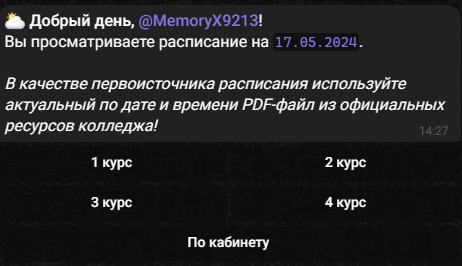 🌥 Добрый день, @MemoryX9213!
Вы просматриваете расписание на 17.05.2024.
В качестве первоисточника расписания используйте
актуальный по дате и времени PDF-файл из официальных
ресурсов колледжа!
14:27
1 курс 2 курс
3 курс 4 курс
По кабинету